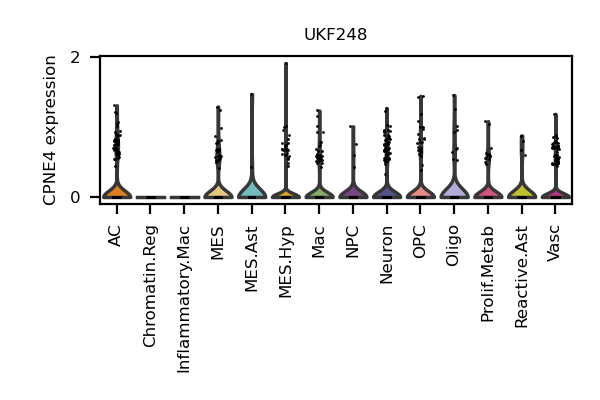 UKF248
CPNE4 expression
2
0
AC
Chromatin.Reg
Inflammatory.Mac
MES
MES.Ast
MES.Hyp
Mac
NPC
Neuron
OPC
Oligo
Prolif.Metab
Reactive.Ast
Vasc